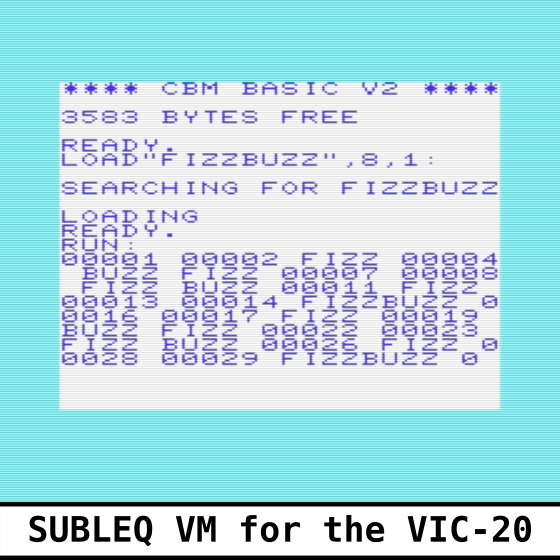 **** CBM BASIC V2 ****
3583 BYTES FREE
READY.
LOAD"FIZZBUZZ",8,1:
SEARCHING FOR FIZZBUZZ
LOADING
READY.
RUN:
00001 00002 FIZZ 00004
BUZZ FIZZ 00007 00008
FIZZ BUZZ 00011 FIZZ
00013 00014 FIZZBUZZ 0
0016 00017 FIZZ 00019
BUZZ FIZZ 00022 00023
FIZZ BUZZ 00026 FIZZ 0
0028 00029 FIZZBUZZ 0
SUBLEQ VM for the VIC-20